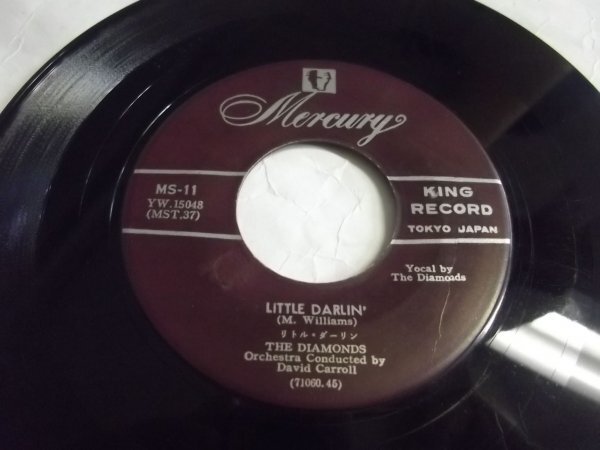 Mercury
MS-11
YW.15048
(MST.37)
KING
RECORD
TOKYO JAPAN
Vocal by
The Diamonds
LITTLE DARLIN'
(M. Williams)
リトル・ダーリン
THE DIAMONDS
Orchestra Conducted by
David Carroll
(71060.45)